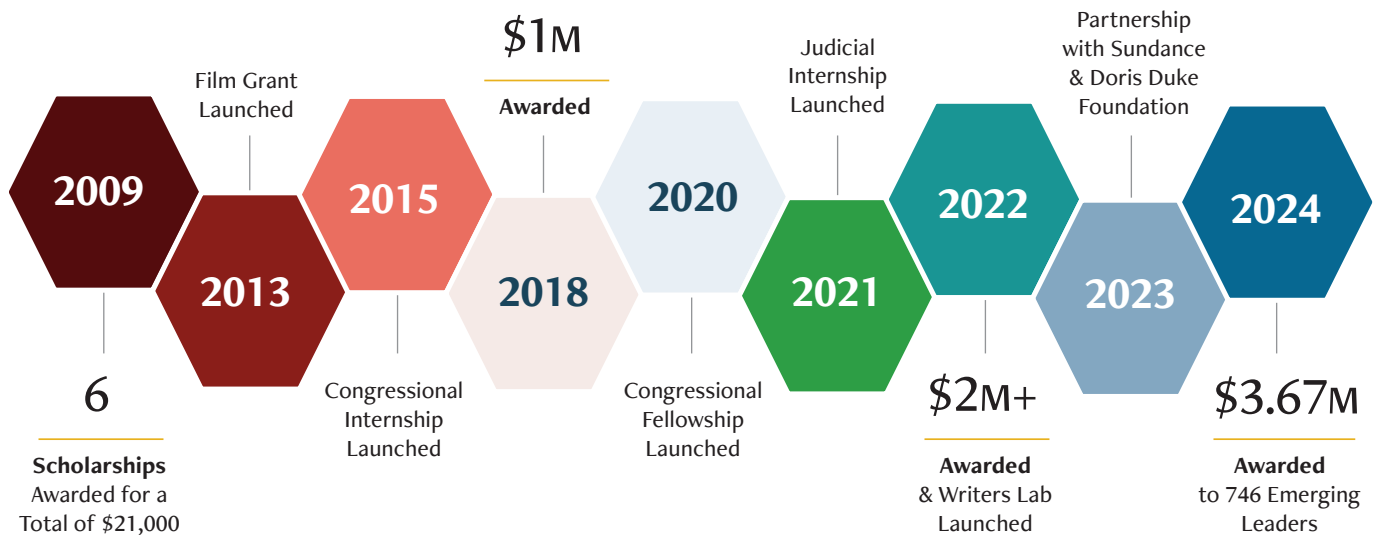 2009
6
Scholarships
Awarded for a
Total of $21,000
Film Grant
Launched
2013
2015
Congressional
Internship
Launched
$1M
Awarded
2018
2020
Congressional
Fellowship
Launched
Judicial
Internship
Launched
2021
2022
$2M+
Awarded
& Writers Lab
Launched
Partnership
with Sundance
& Doris Duke
Foundation
2023
2024
$3.67M
Awarded
to 746 Emerging
Leaders